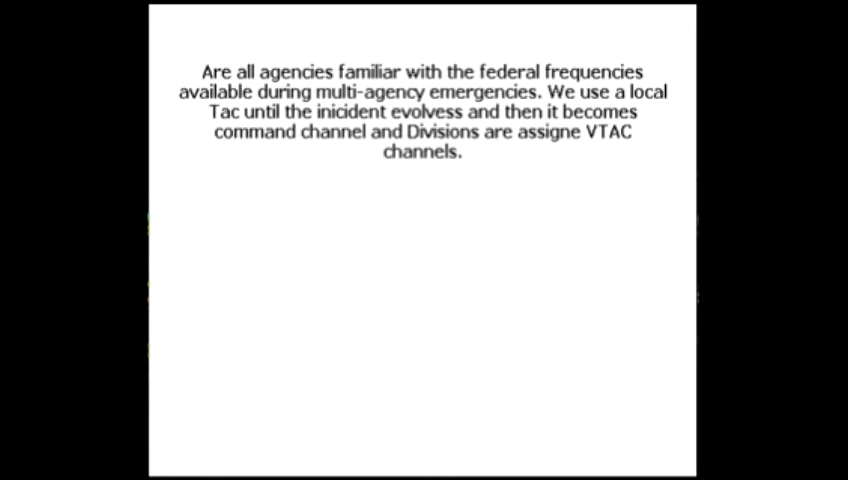 Are all agencies familiar with the federal frequencies
available during multi-agency emergencies. We use a local
Tac until the inicident evolvess and then it becomes
command channel and Divisions are assigne VTAC
channels.